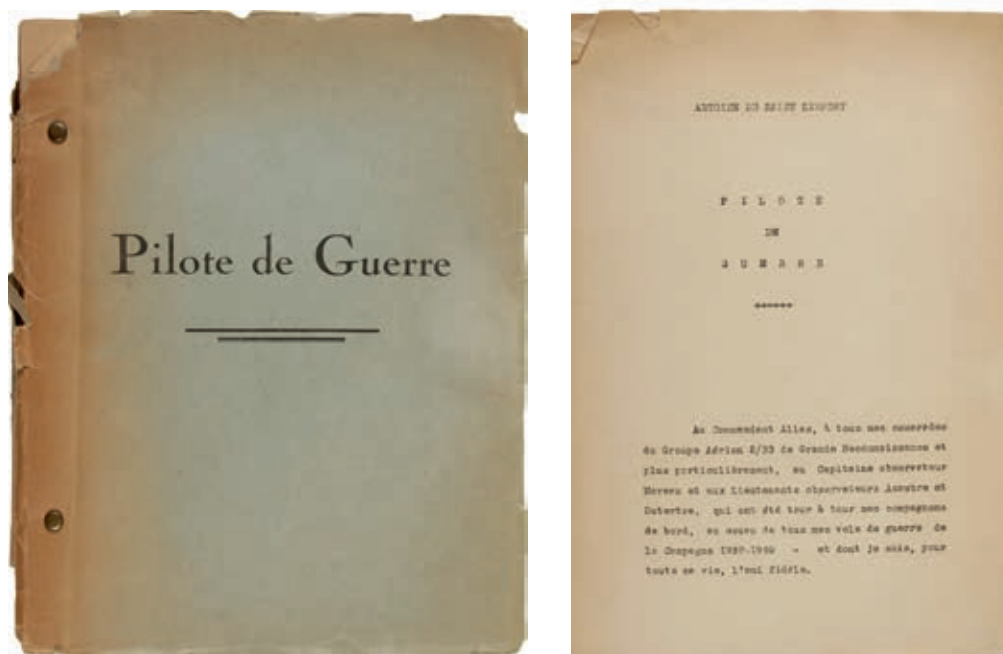 Pilote de Guerre
ANTOINE DE SAINT EXUPERY
P I L O T E
DE
G U E R R E
Au Commandant Alias, à tous mes camarades
du Groupe Aérien 2/33 de Grande Reconnaissance et
plus particulièrement, au Capitaine observateur
Moreau et aux Lieutenants observateurs Azambre et
Dutertre, qui ont été tour à tour mes compagnons
de bord, au cours de tous mes vols de guerre de
la Campagne 1939-1940 - et dont je suis, pour
toute ma vie, l'ami fidèle.